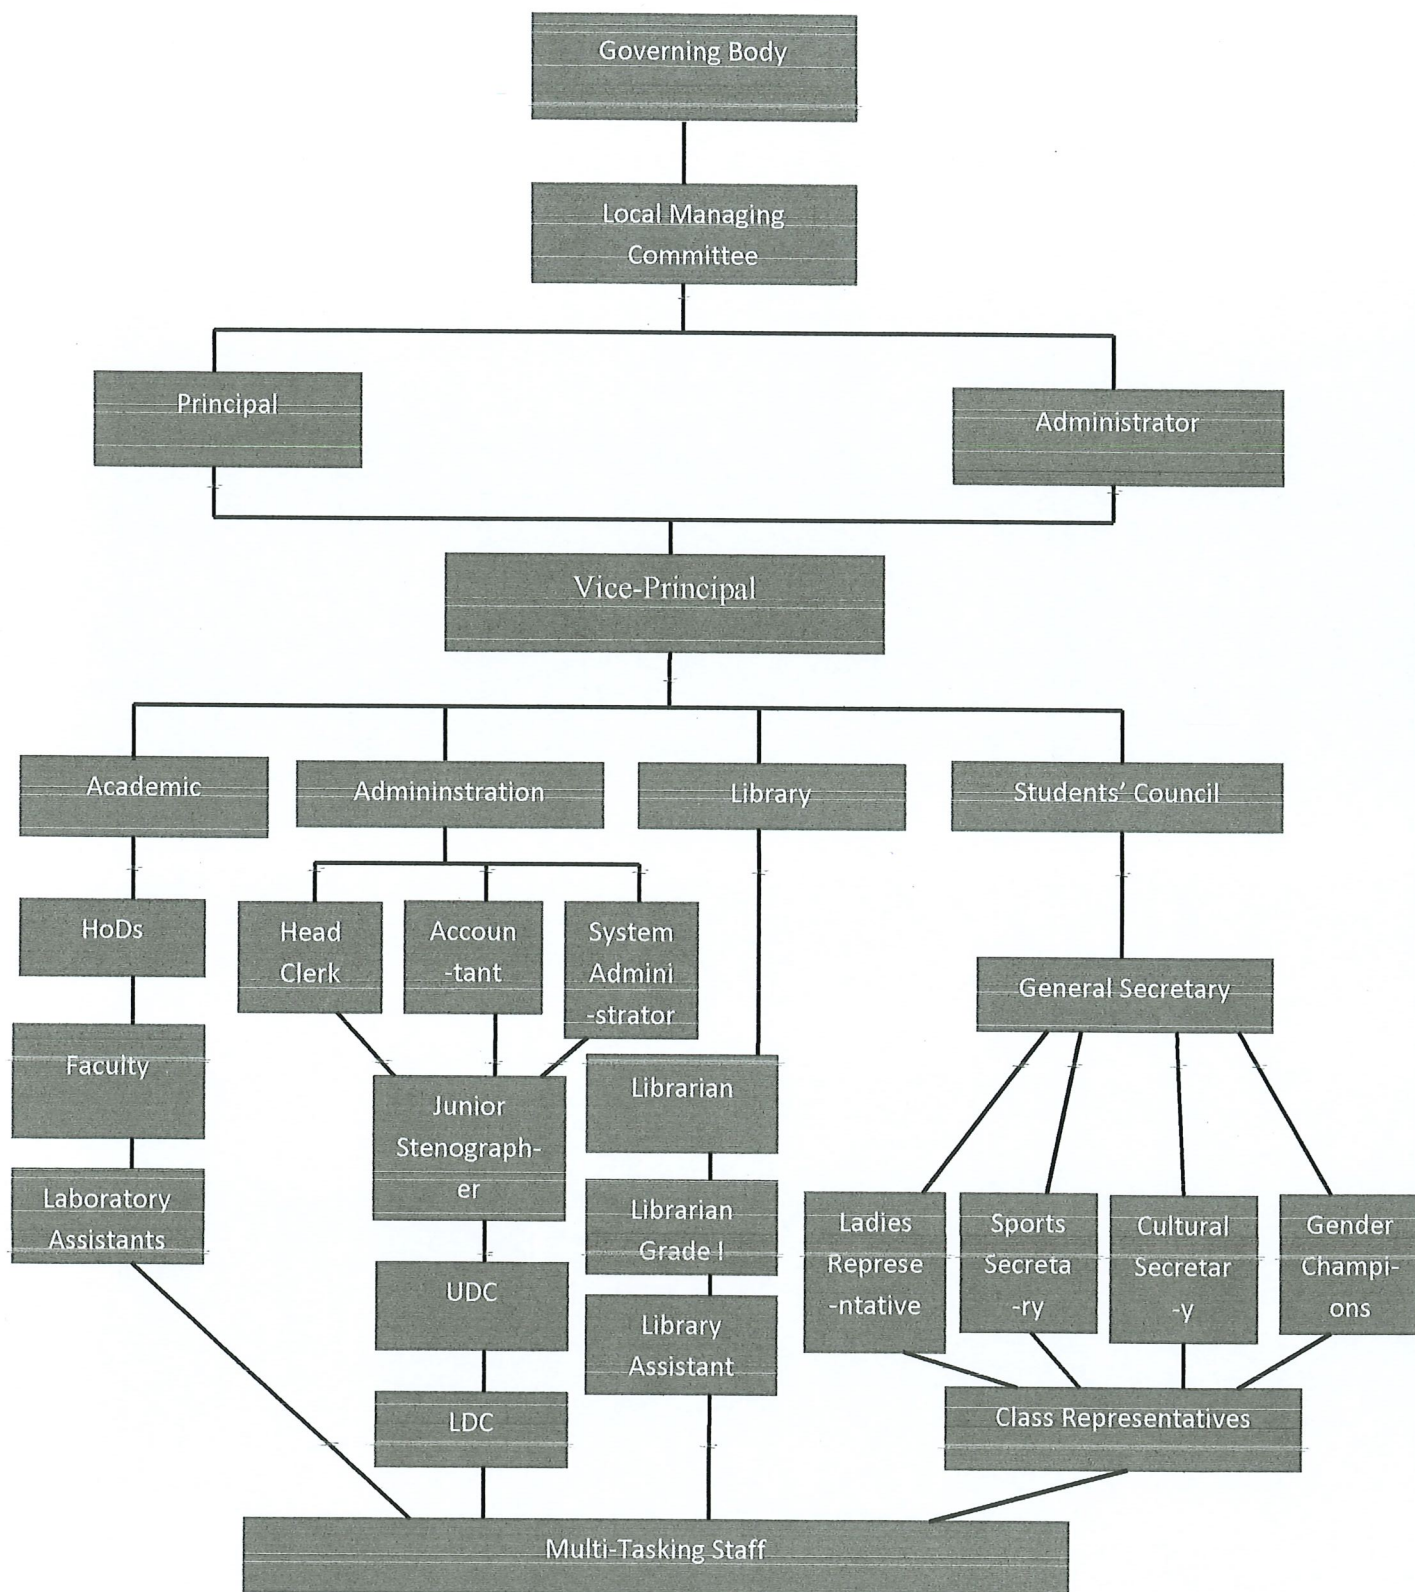 Governing Body
Local Managing
Committee
Principal
Administrator
Vice-Principal
Academic
Admininstration
Library
Students’ Council
HoDs
Head
Clerk
Accoun
-tant
System
Admini
-strator
General Secretary
Faculty
Junior
Stenograph-
er
Librarian
Laboratory
Assistants
Librarian
Grade I
Ladies
Represe
-ntative
Sports
Secreta
-ry
Cultural
Secretar
-y
Gender
Champi-
ons
UDC
Library
Assistant
LDC
Class Representatives
Multi-Tasking Staff